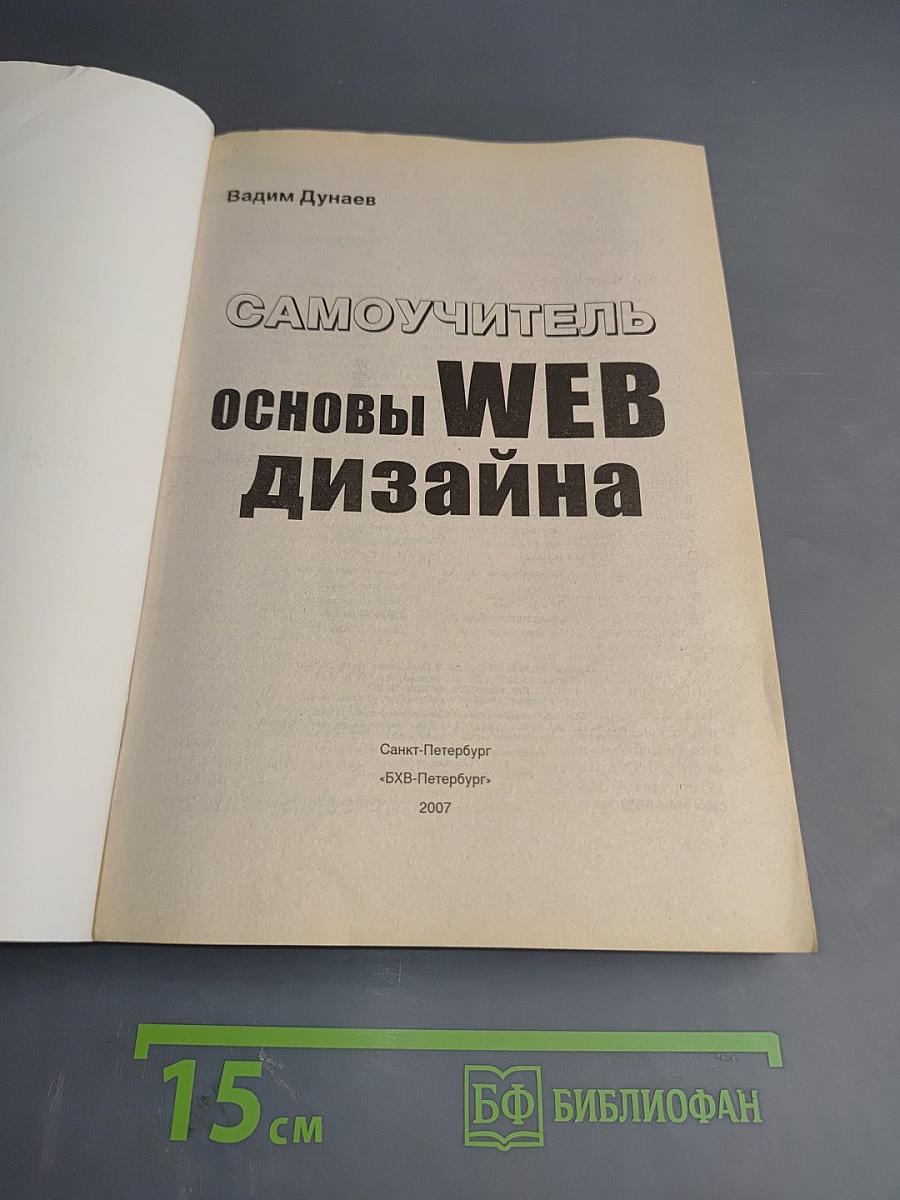 Вадим Дунаев
САМОУЧИТЕЛЬ
ОСНОВЫ WEB
ДИЗАЙНА
Санкт-Петербург
«БХВ-Петербург»
2007
15 см
БФ БИБЛИОФАН